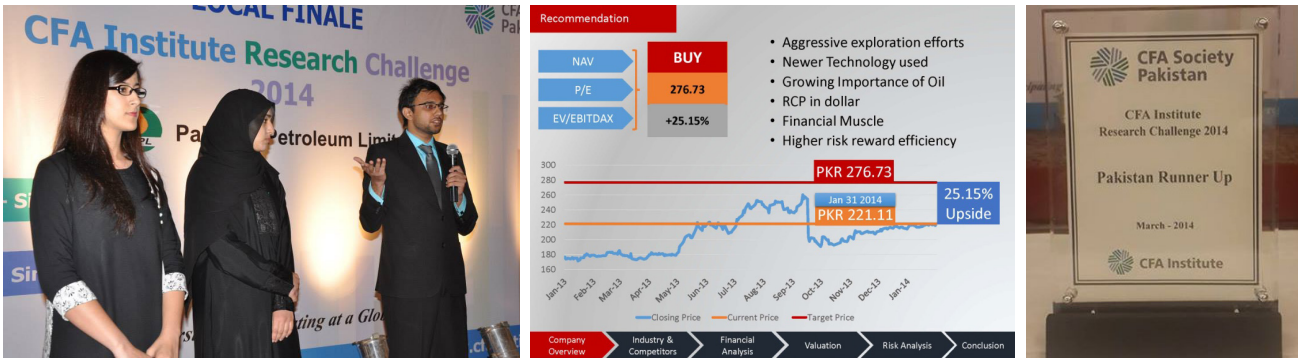 LOCAL FINALE
CFA Institute Research Challenge
2014
Petroleum
CFA
Recommendation
NAV
P/E
EV/EBITDAX
BUY
276.73
+25.15%
• Aggressive exploration efforts
• Newer Technology used
• Growing Importance of Oil
• RCP in dollar
• Financial Muscle
• Higher risk reward efficiency
300
280
260
240
220
200
180
160
PKR 276.73
Jan 31 2014
PKR 221.11
25.15%
Upside
Jan-13
Feb-13
Mar-13
Apr-13
May-13
Jun-13
Jul-13
Aug-13
Sep-13
Oct-13
Nov-13
Dec-13
Jan-14
Closing Price
Current Price
Target Price
Company
Overview
Industry &
Competitors
Financial
Analysis
Valuation
Risk Analysis
Conclusion
CFA Society
Pakistan
CFA Institute
Research Challenge 2014
Pakistan Runner Up
March - 2014
CFA Institute